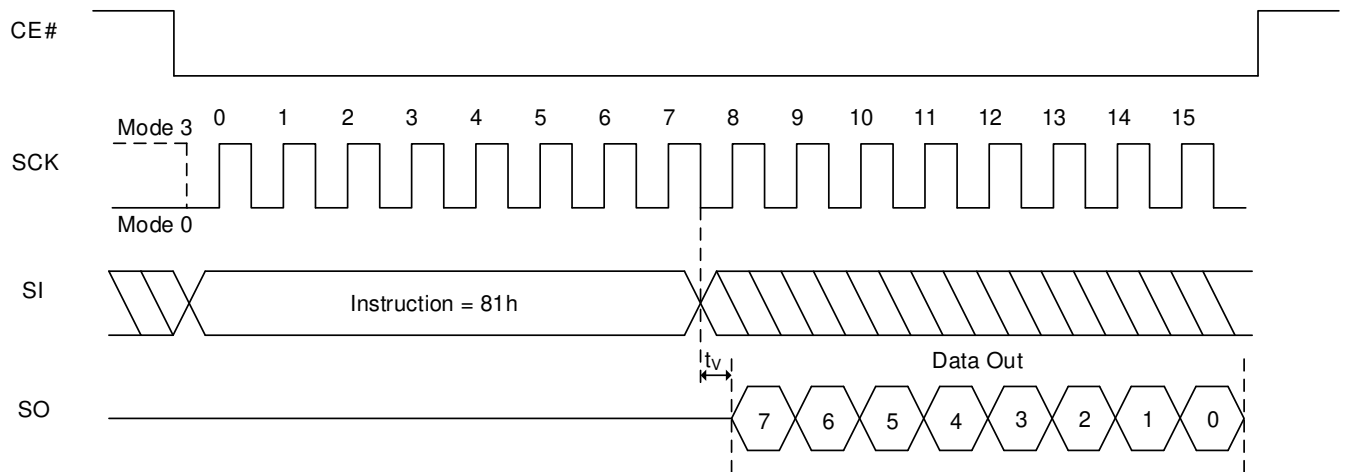 CE#
Mode 3 0 1 2 3 4 5 6 7 8 9 10 11 12 13 14 15
SCK
Mode 0
SI
Instruction = 81h
tV Data Out
SO 7 6 5 4 3 2 1 0